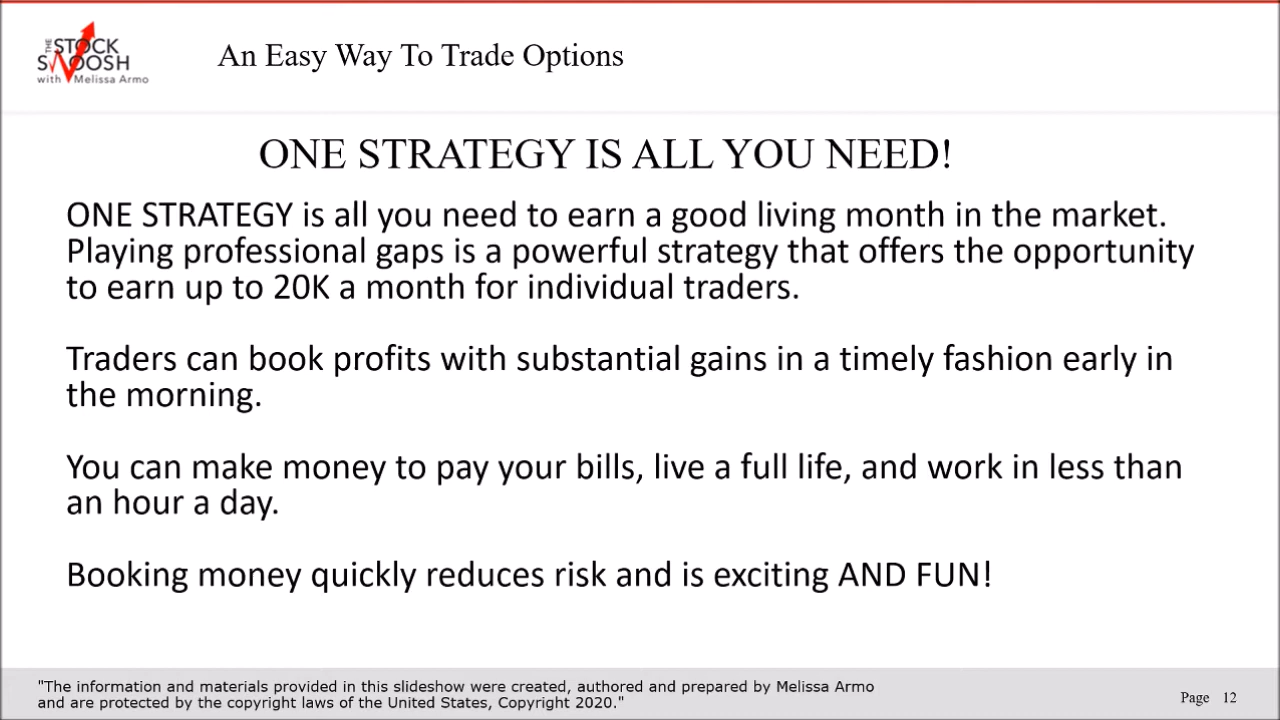 THE
STOCK
SWOOSH
with Melissa Armo
An Easy Way To Trade Options
ONE STRATEGY IS ALL YOU NEED!
ONE STRATEGY is all you need to earn a good living month in the market.
Playing professional gaps is a powerful strategy that offers the opportunity
to earn up to 20K a month for individual traders.
Traders can book profits with substantial gains in a timely fashion early in
the morning.
You can make money to pay your bills, live a full life, and work in less than
an hour a day.
Booking money quickly reduces risk and is exciting AND FUN!
"The information and materials provided in this slideshow were created, authored and prepared by Melissa Armo
and are protected by the copyright laws of the United States, Copyright 2020."
Page 12